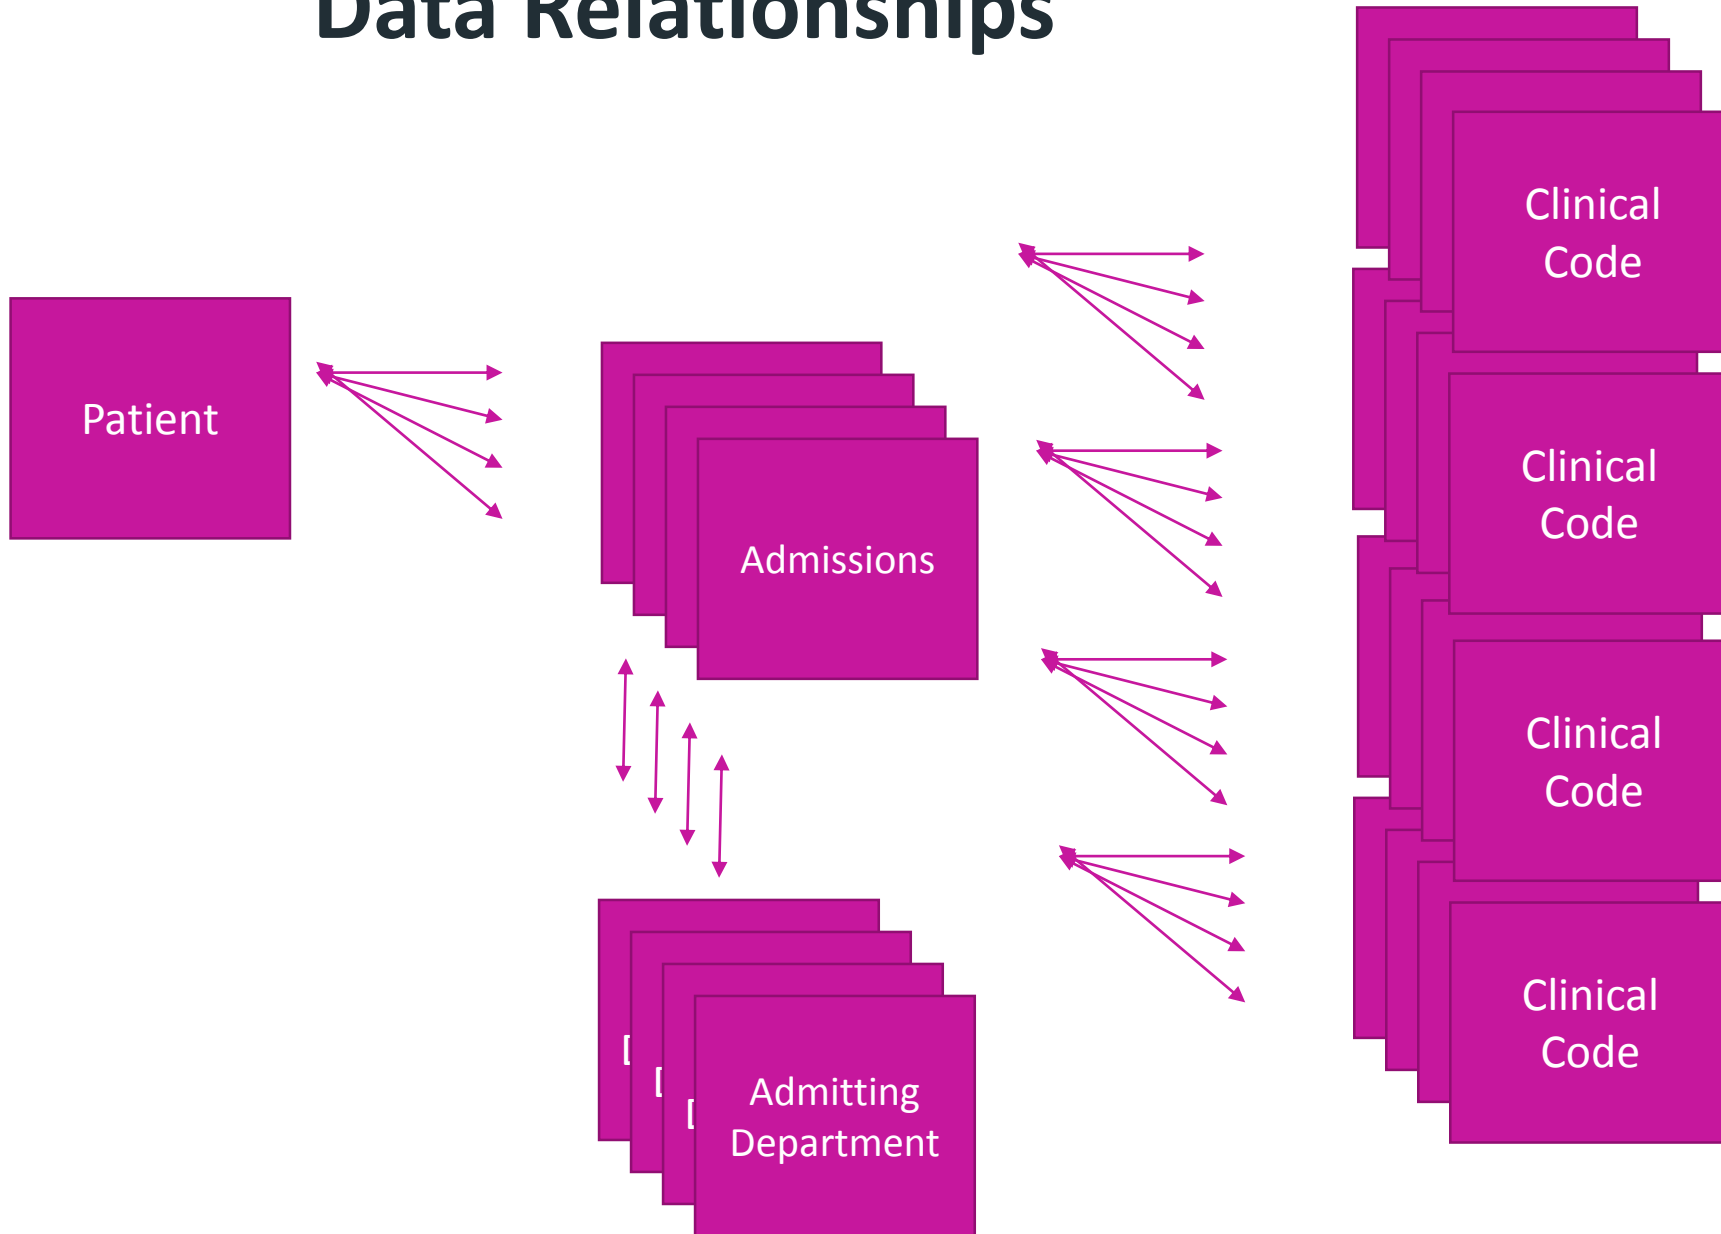 Data Relationships
Patient
Admissions
Admitting
Department
Clinical
Code
Clinical
Code
Clinical
Code
Clinical
Code